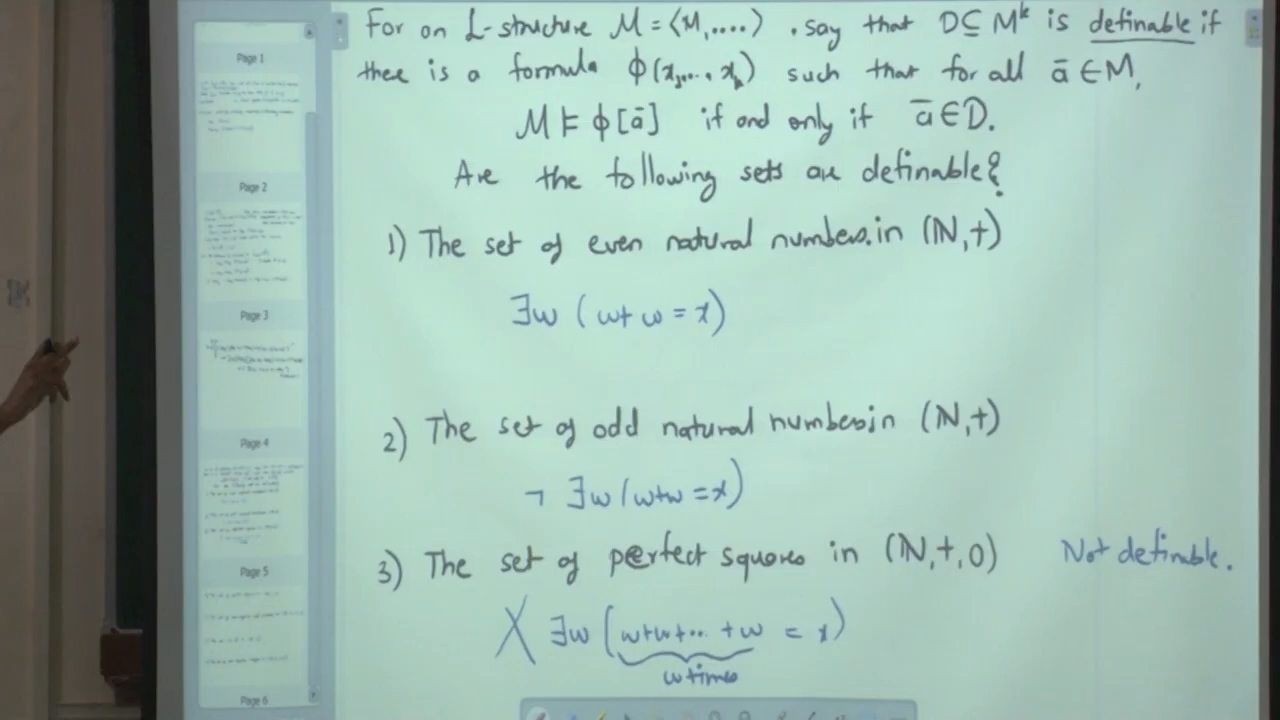 Page 1
Page 2
Page 3
Page 4
Page 5
Page 6
For on L-structure M = ⟨M,....⟩ . say that D ⊆ M^k is definable if
thee is a formula ϕ(x₁,..., x_k) such that for all ā ∈ M,
M ⊨ ϕ[ā] if and only if ā ∈ D.
Are the following sets are definable?
1) The set of even natural numbers. in (ℕ,+)
∃w (w+w = x)
2) The set of odd natural numbers in (ℕ,+)
¬ ∃w (w+w = x)
3) The set of perfect squares in (ℕ,+,0) Not definable.
X ∃w (w+w+... +w = x)
w times